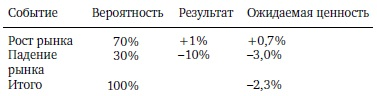 Событие Вероятность Результат Ожидаемая ценность
Рост рынка 70% +1% +0,7%
Падение 30% –10% –3,0%
рынка
Итого 100% –2,3%